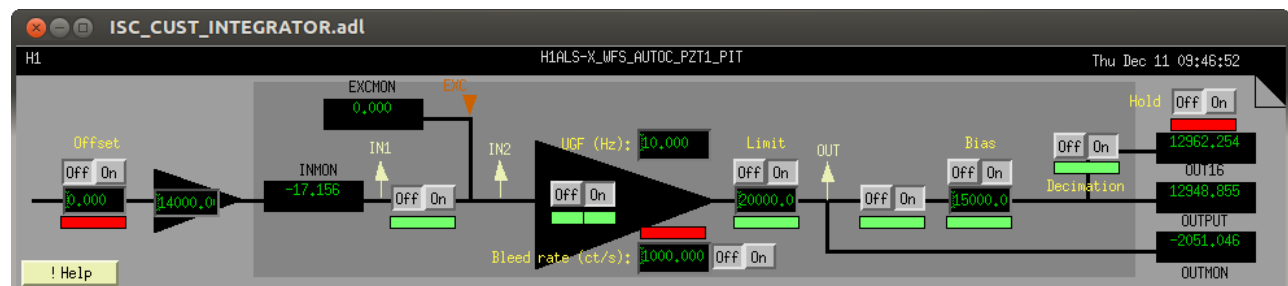 ISC_CUST_INTEGRATOR.adl
H1 H1ALS-X_WFS_AUTOC_PZT1_PIT Thu Dec 11 09:46:52
EXCMON EXC Hold Off On
0.000
Offset IN1 IN2 UGF (Hz): 10.000 Limit OUT Bias Off On 12962.254
Off On INMON Off On Off On OUT16
0.000 14000.0 -17.156 Off On Off On 20000.0 Off On 15000.0 Decimation 12948.855
OUTPUT
Bleed rate (ct/s): 1000.000 Off On -2051.046
! Help OUTMON